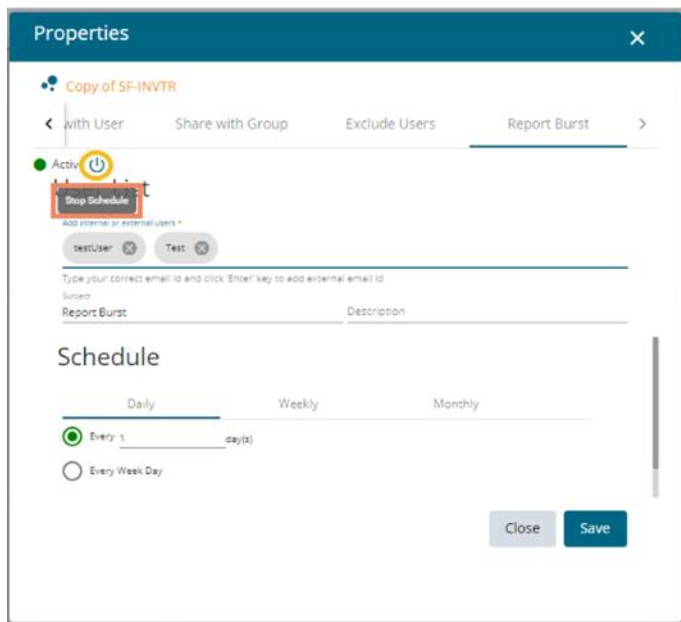 Properties
Copy of SF-INVTR
with User Share with Group Exclude Users Report Burst
Activ
Stop Schedule
Add internal or external users *
testUser Test
Type your correct email id and click 'Enter' key to add external email id
Subject
Report Burst Description
Schedule
Daily Weekly Monthly
Every 1 day(s)
Every Week Day
Close Save